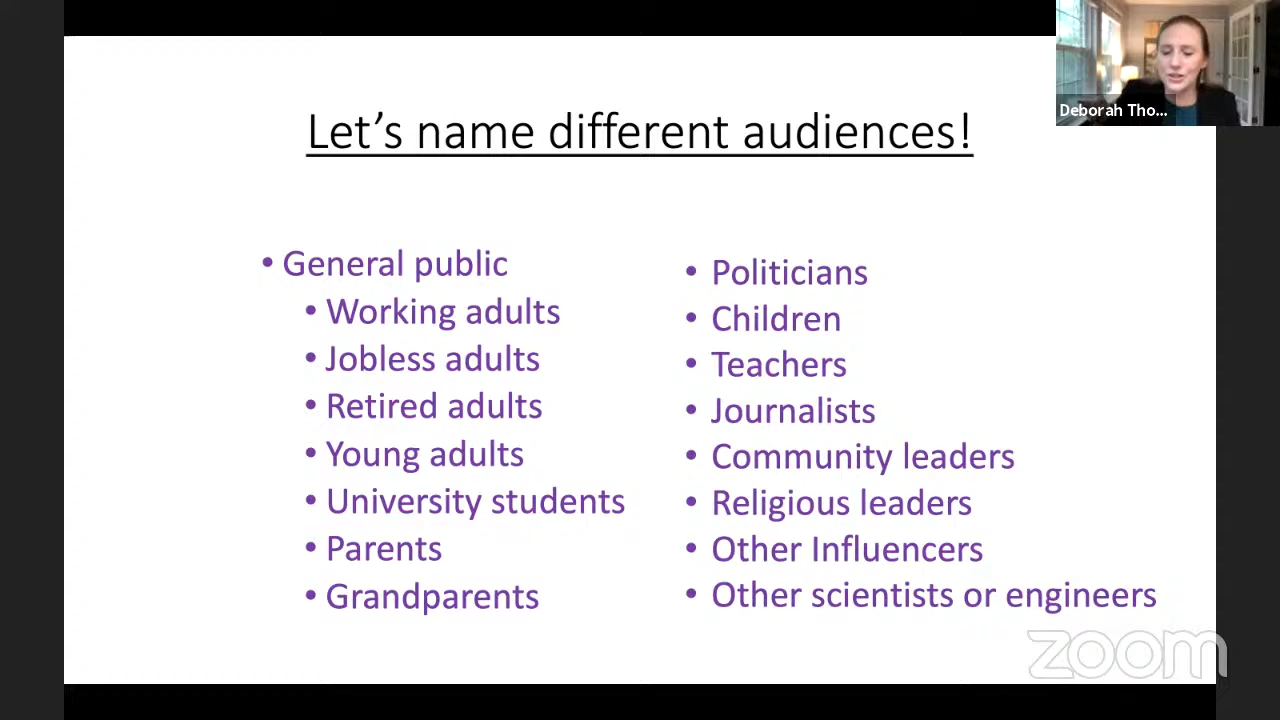 Let’s name different audiences!
• General public
• Working adults
• Jobless adults
• Retired adults
• Young adults
• University students
• Parents
• Grandparents
• Politicians
• Children
• Teachers
• Journalists
• Community leaders
• Religious leaders
• Other Influencers
• Other scientists or engineers
Deborah Tho...
zoom